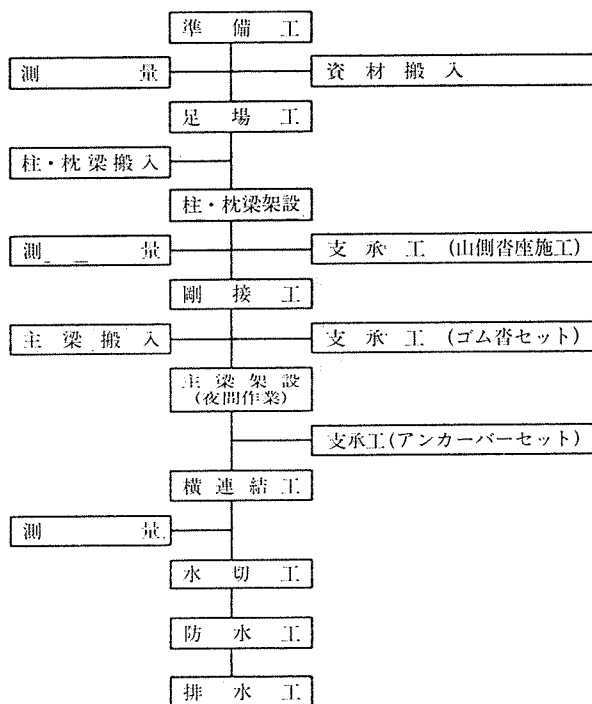 準備工
測量
資材搬入
足場工
柱・枕梁搬入
柱・枕梁架設
測量
支承工(山側沓座施工)
剛接工
主梁搬入
支承工(ゴム沓セット)
主梁架設
(夜間作業)
支承工(アンカーバーセット)
横連結工
測量
水切工
防水工
排水工